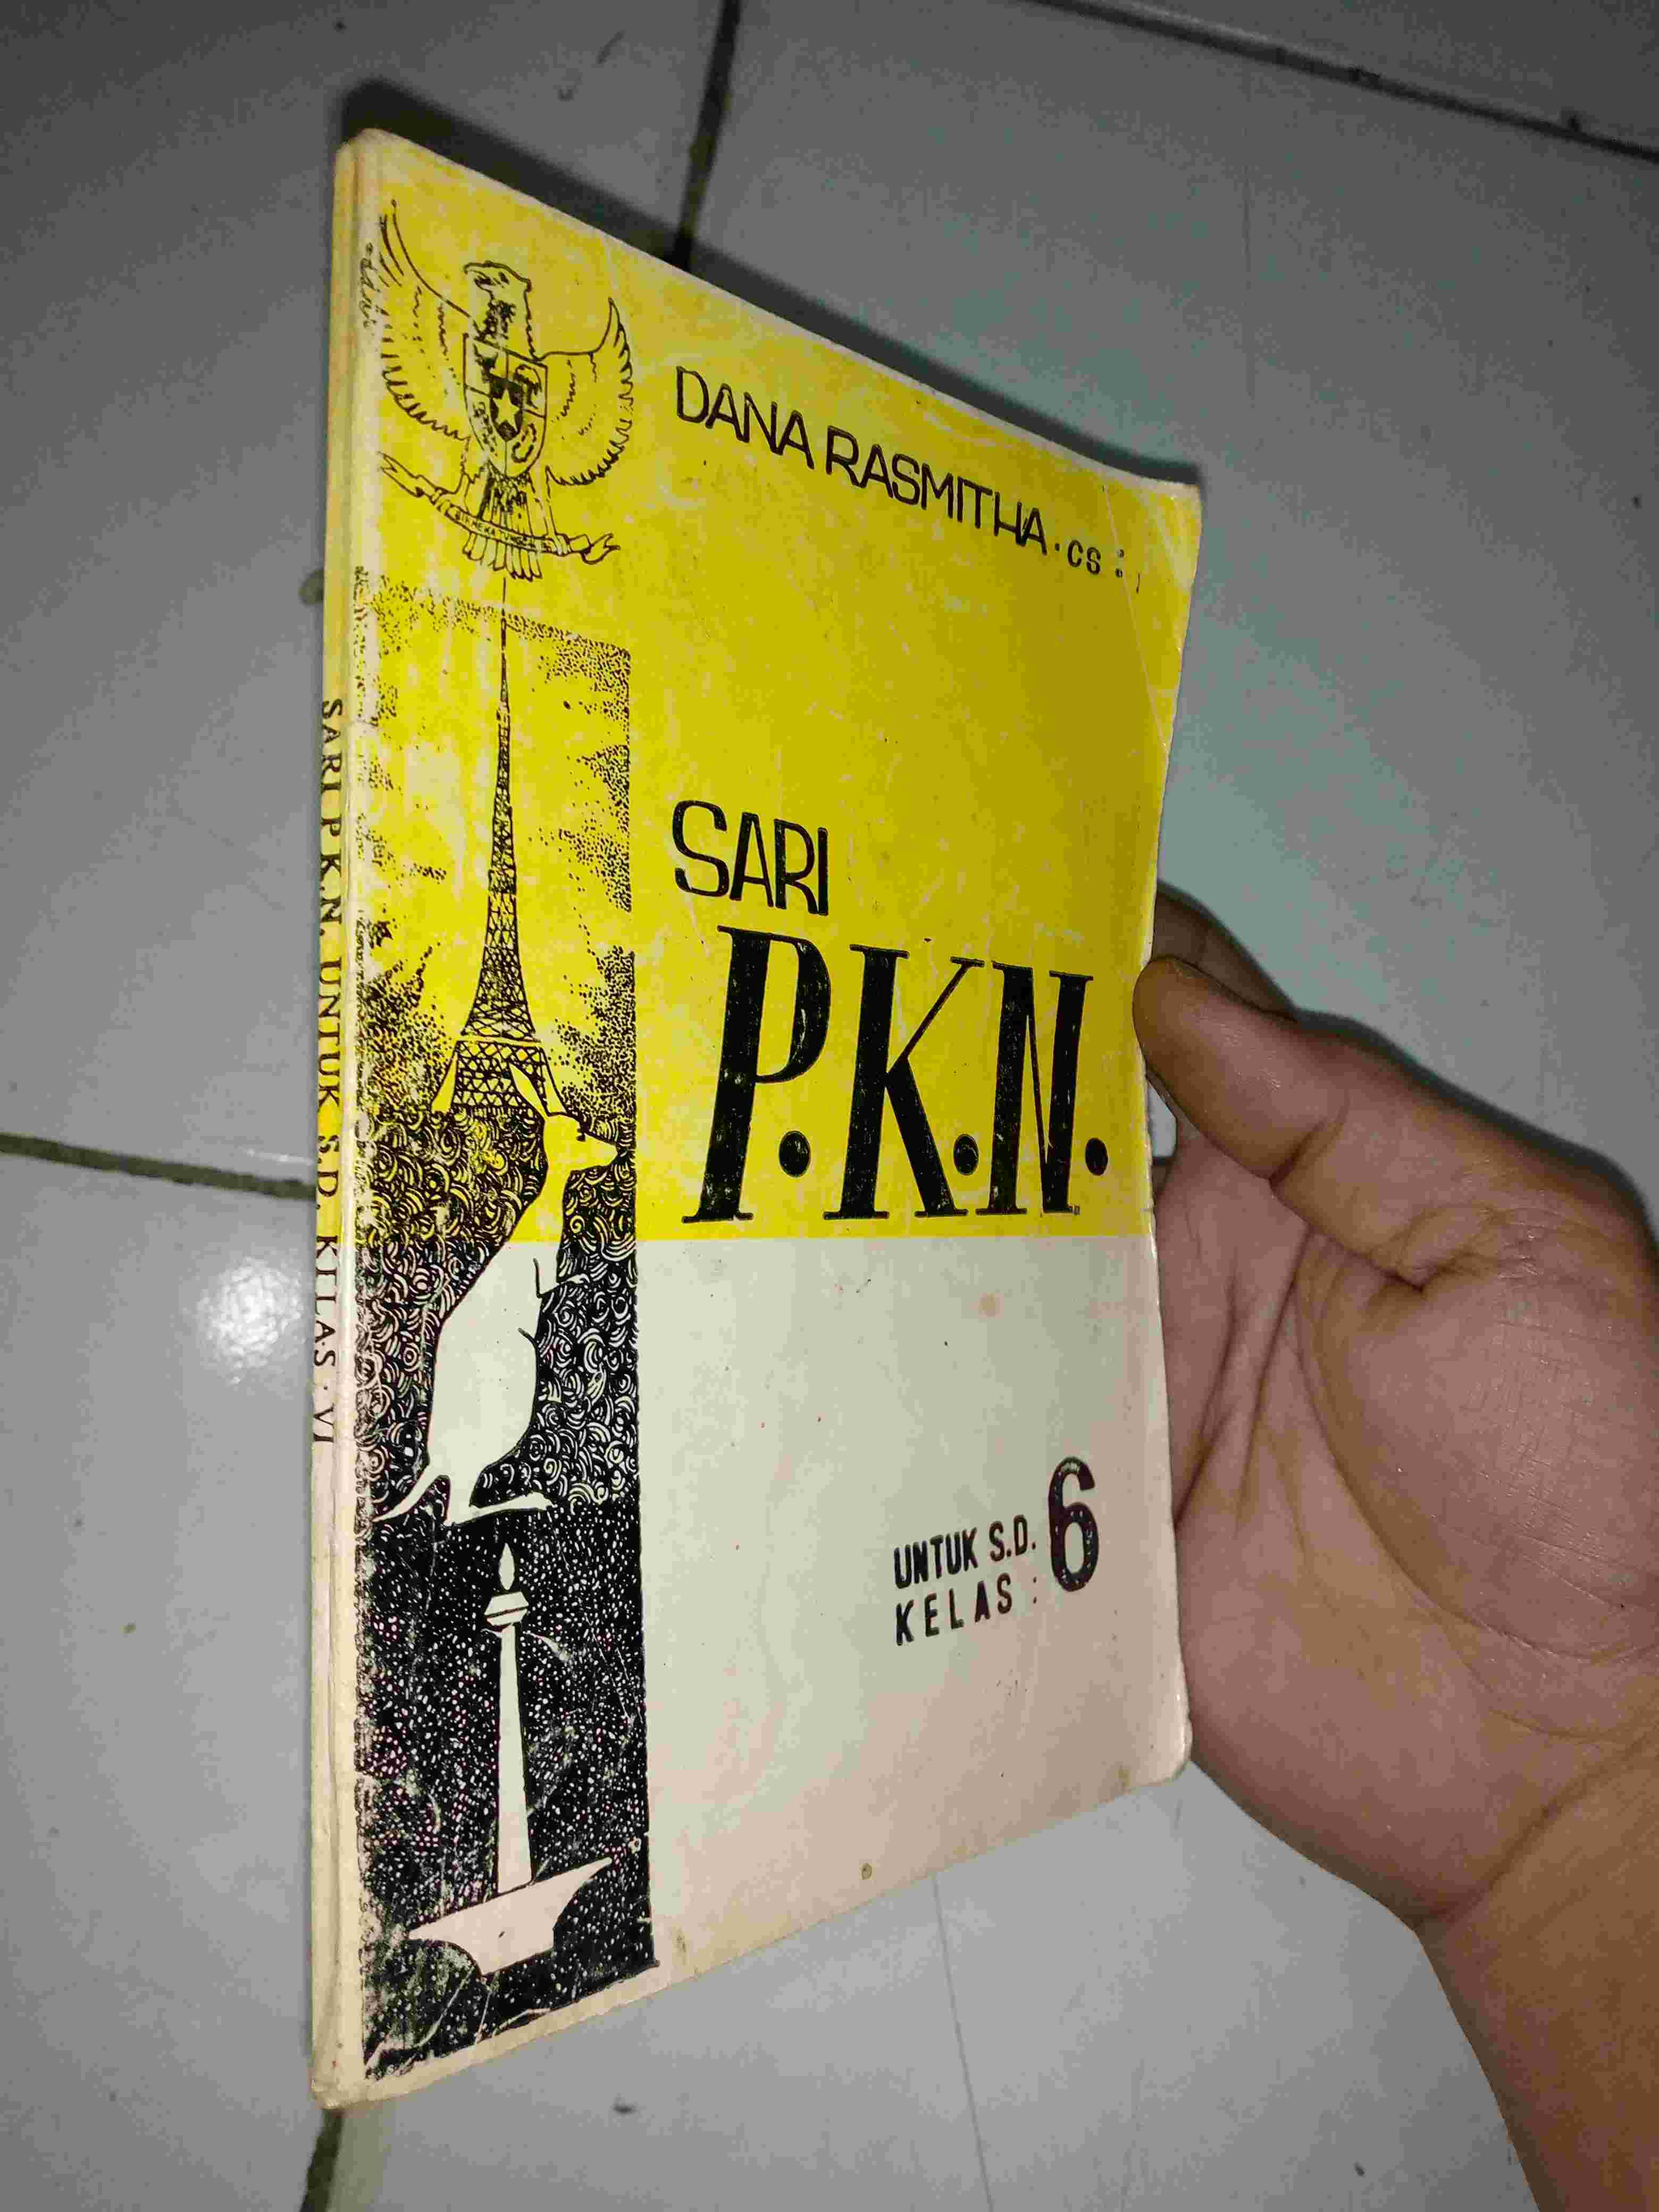 DANA RASMITHA . cs :
SARI
P.K.N.
UNTUK S.D.
KELAS : 6
SARI P.K.N. UNTUK S.D. KELAS . VI